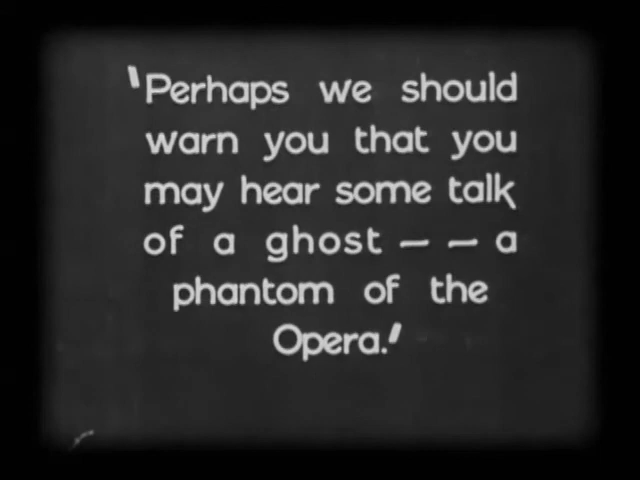 "Perhaps we should
warn you that you
may hear some talk
of a ghost — — a
phantom of the
Opera."